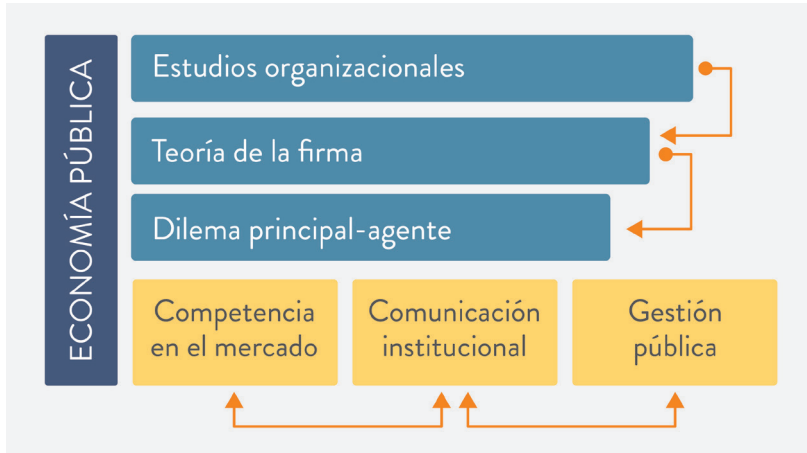 ECONOMÍA PÚBLICA
Estudios organizacionales
Teoría de la firma
Dilema principal-agente
Competencia
en el mercado
Comunicación
institucional
Gestión
pública